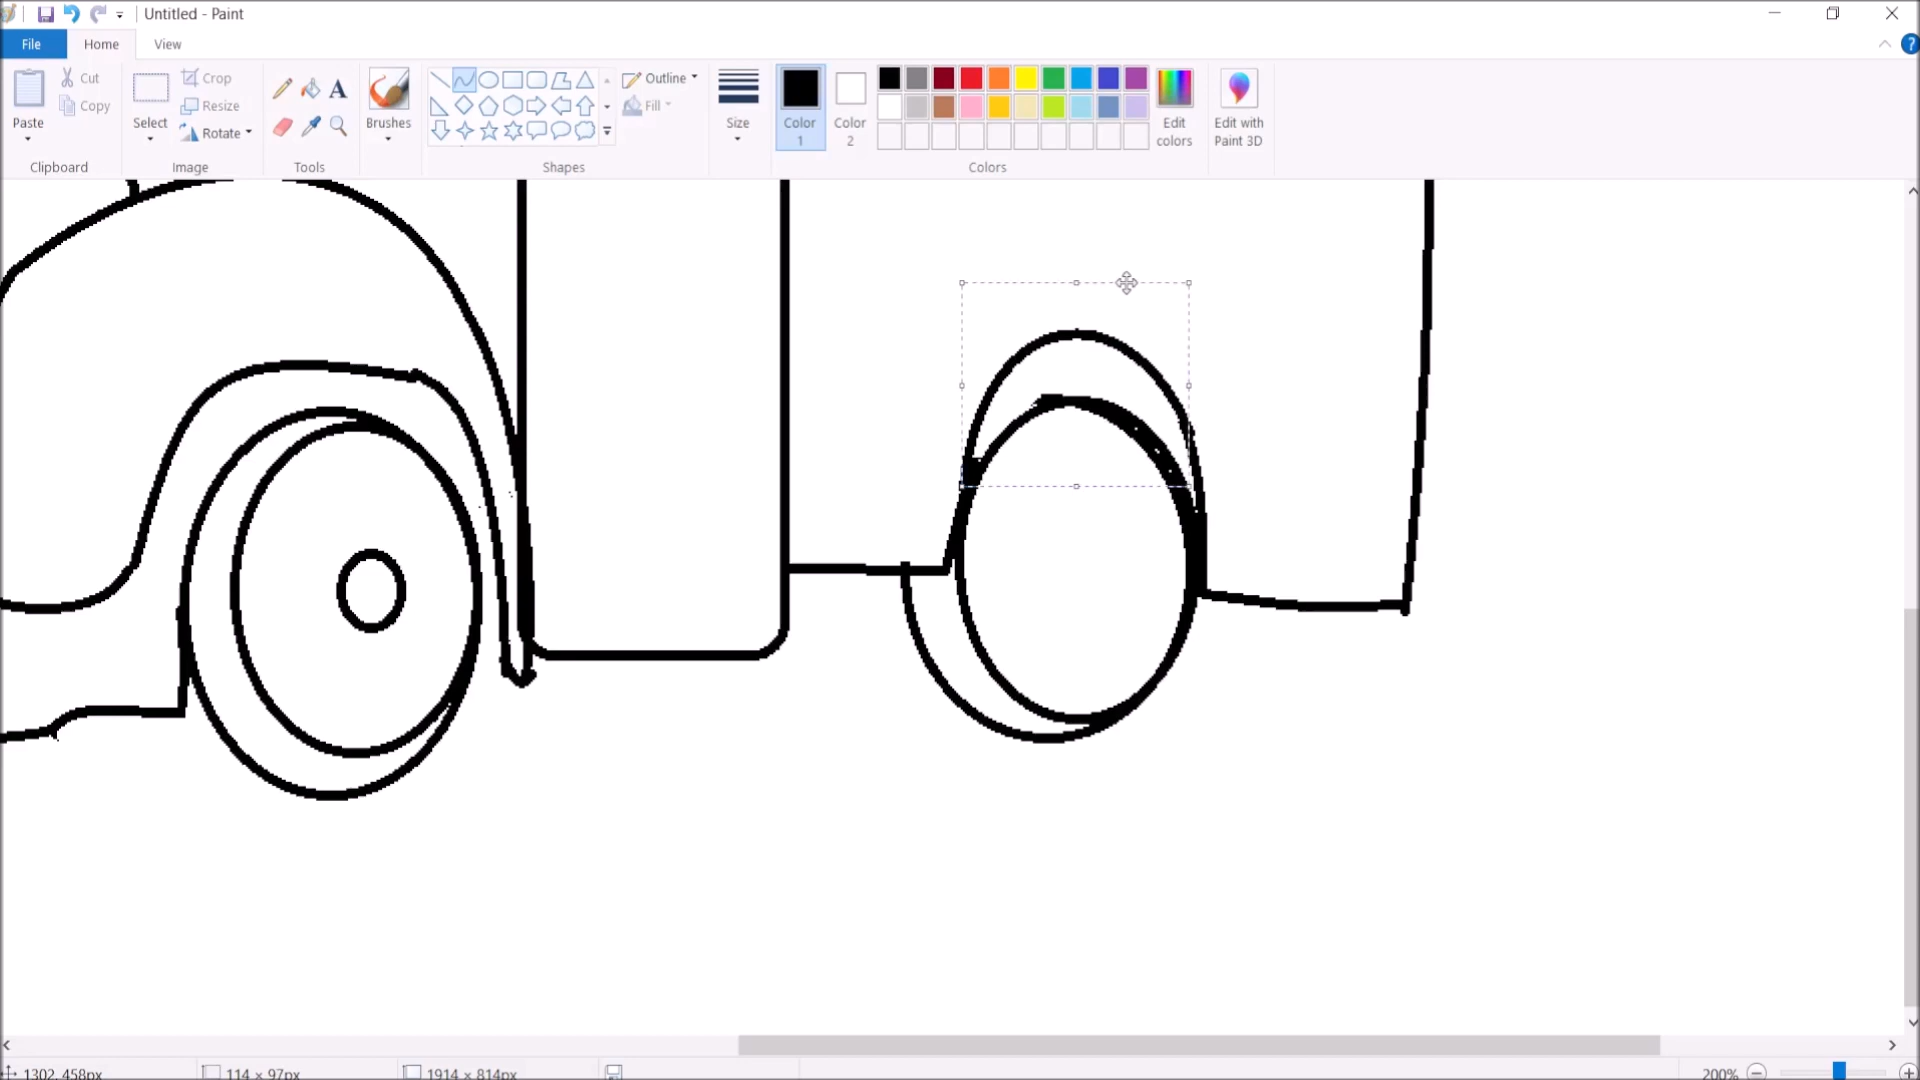 Untitled - Paint
File Home View
Paste Cut Copy Select Crop Resize Rotate A Brushes Outline Fill Size Color 1 Color 2 Edit colors Edit with Paint 3D ?
Clipboard Image Tools Shapes Colors
1302, 458px 114 × 97px 1914 × 814px 200%